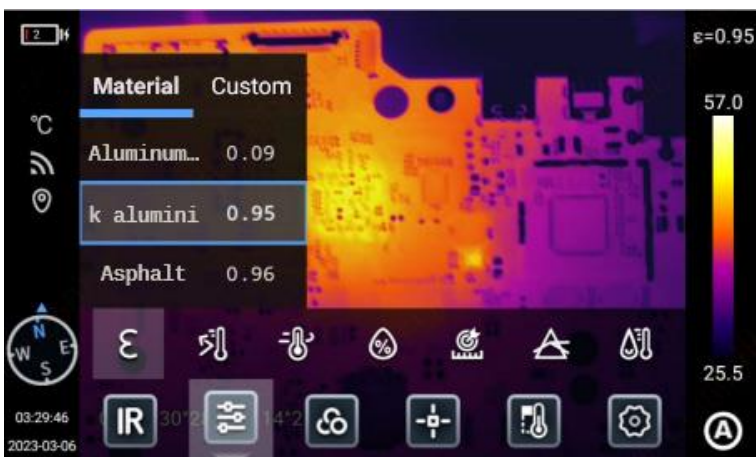 2
ε=0.95
Material Custom
57.0
°C
Aluminum… 0.09
k alumini 0.95
Asphalt 0.96
N
W E
S
ε
%
25.5
03:29:46
IR
A
2023-03-06